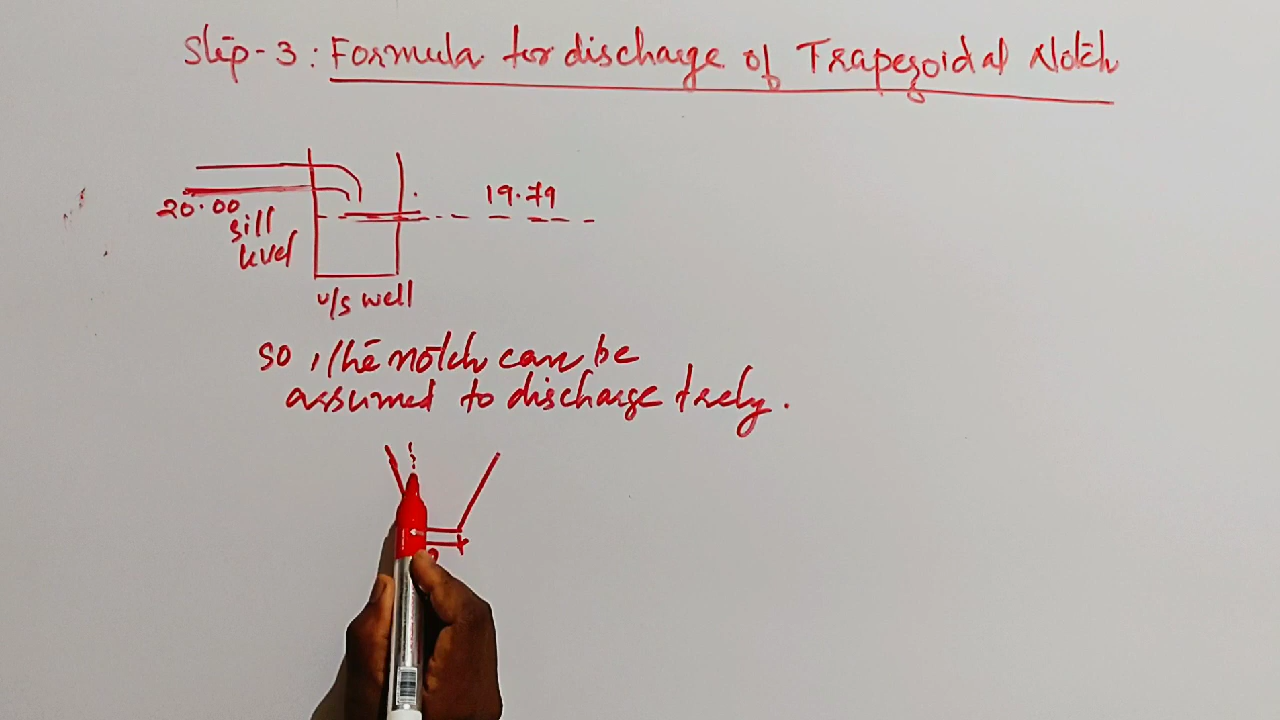 Step-3: Formula for discharge of Trapezoidal Notch
19.79
20.00
sill
level
u/s well
so, the notch can be
assumed to discharge freely.